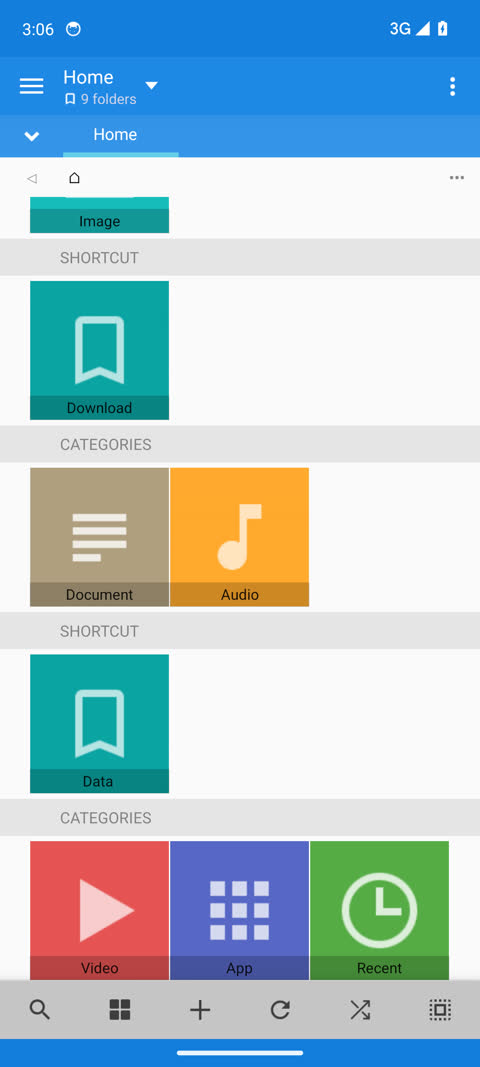 3:06
3G
Home
9 folders
Home
Image
SHORTCUT
Download
CATEGORIES
Document
Audio
SHORTCUT
Data
CATEGORIES
Video
App
Recent